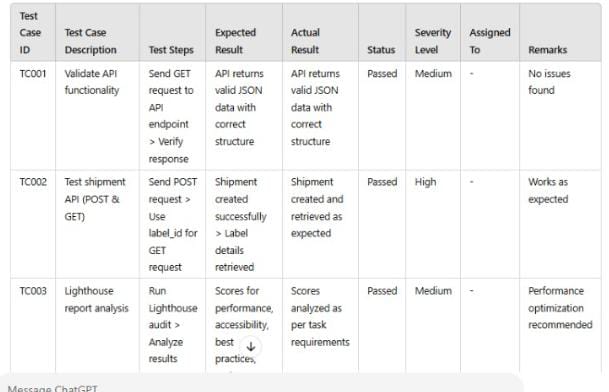 Test Case ID Test Case Description Test Steps Expected Result Actual Result Status Severity Level Assigned To Remarks
TC001 Validate API functionality Send GET request to API endpoint > Verify response API returns valid JSON data with correct structure API returns valid JSON data with correct structure Passed Medium - No issues found
TC002 Test shipment API (POST & GET) Send POST request > Use label_id for GET request Shipment created successfully > Label details retrieved Shipment created and retrieved as expected Passed High - Works as expected
TC003 Lighthouse report analysis Run Lighthouse audit > Analyze results Scores for performance, accessibility, best practices, Scores analyzed as per task requirements Passed Medium - Performance optimization recommended
Message ChatGPT